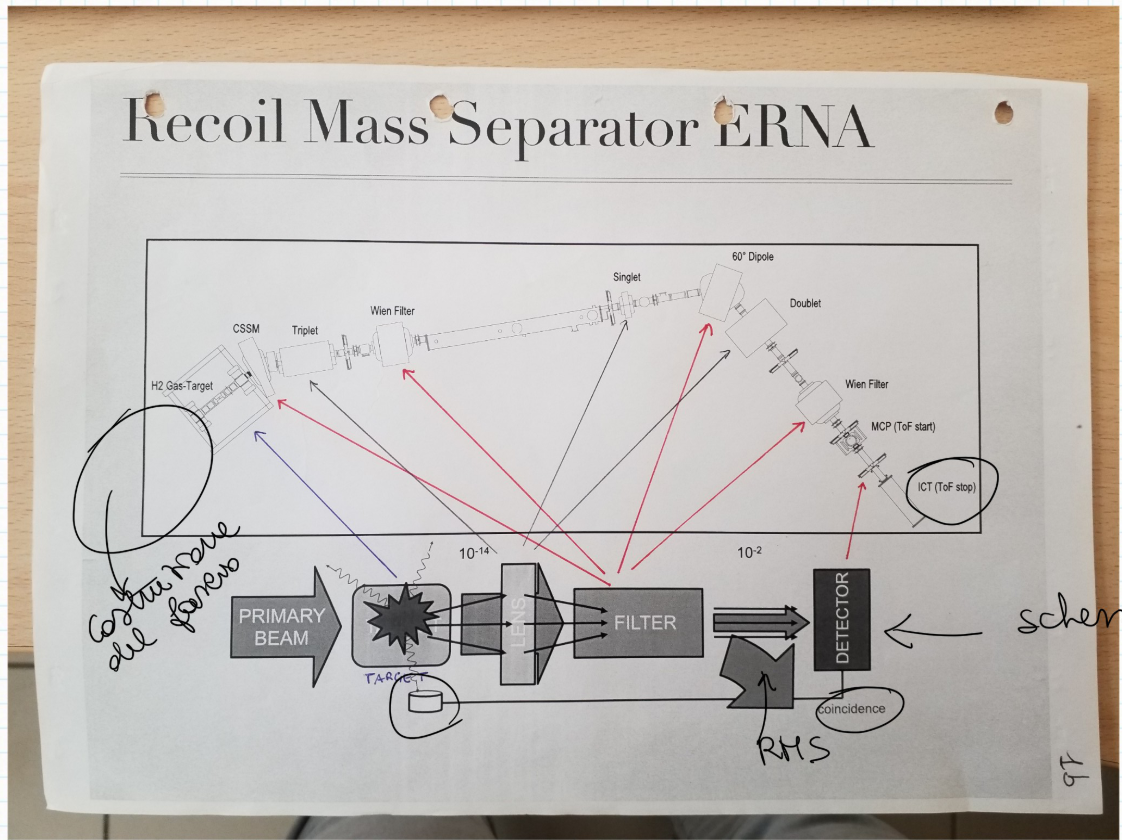 Recoil Mass Separator ERNA
60° Dipole
Singlet
Doublet
Wien Filter
CSSM
Triplet
H2 Gas-Target
Wien Filter
MCP (ToF start)
ICT (ToF stop)
10-14
10-2
Costruzione
del fascio
PRIMARY
BEAM
LENS
FILTER
DETECTOR
scher
TARGET
coincidence
RMS
16